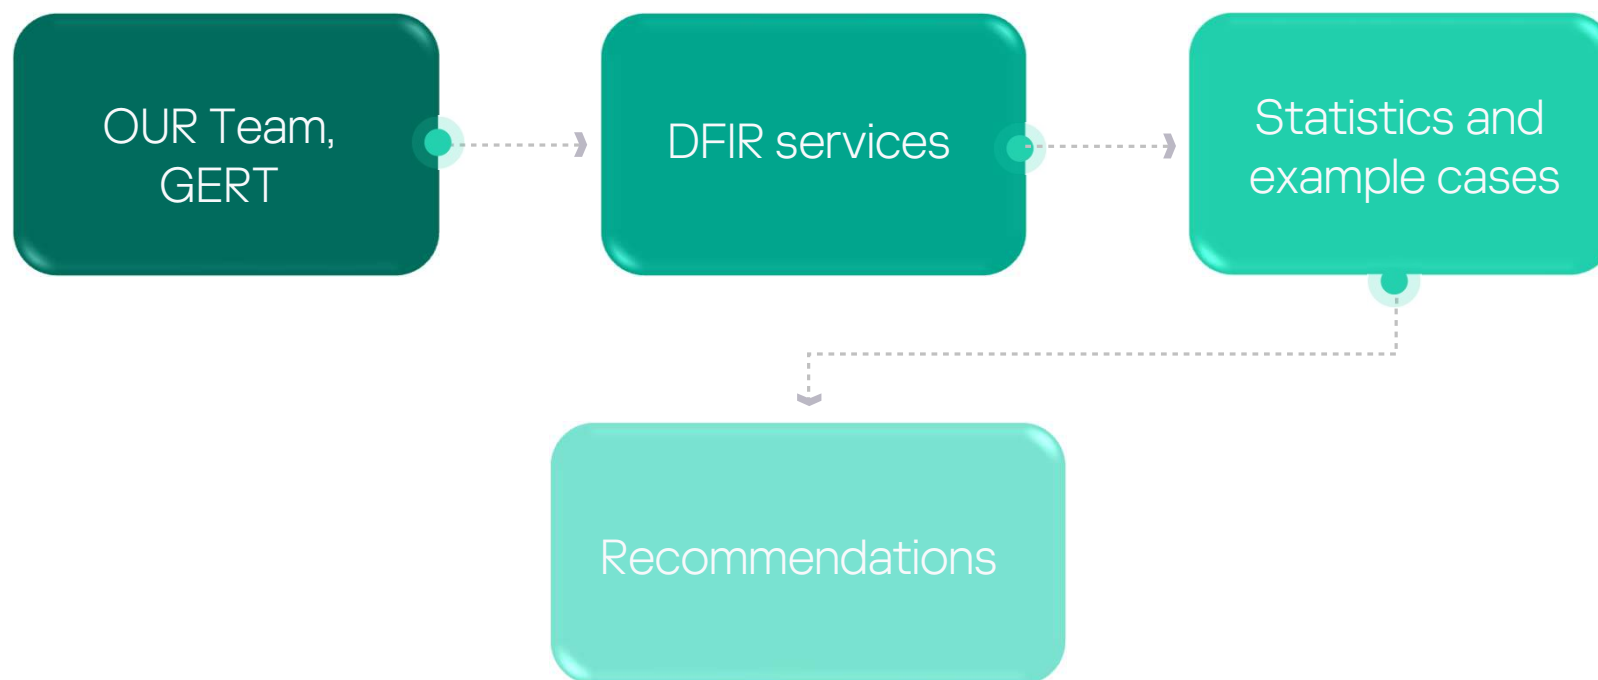 OUR Team,
GERT
DFIR services
Statistics and
example cases
Recommendations